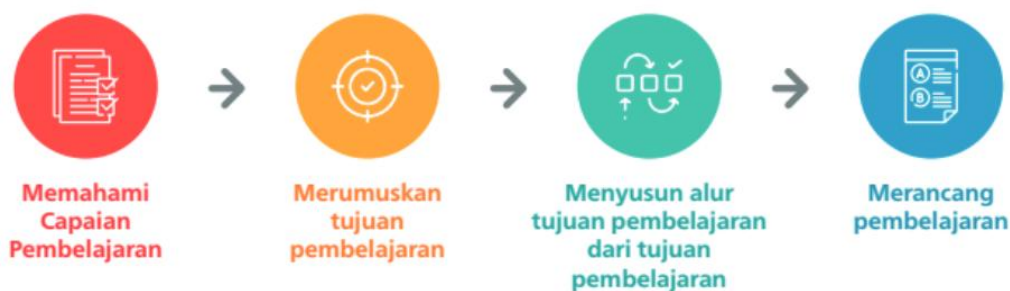 Memahami
Capaian
Pembelajaran
Merumuskan
tujuan
pembelajaran
Menyusun alur
tujuan pembelajaran
dari tujuan
pembelajaran
Merancang
pembelajaran
A
B